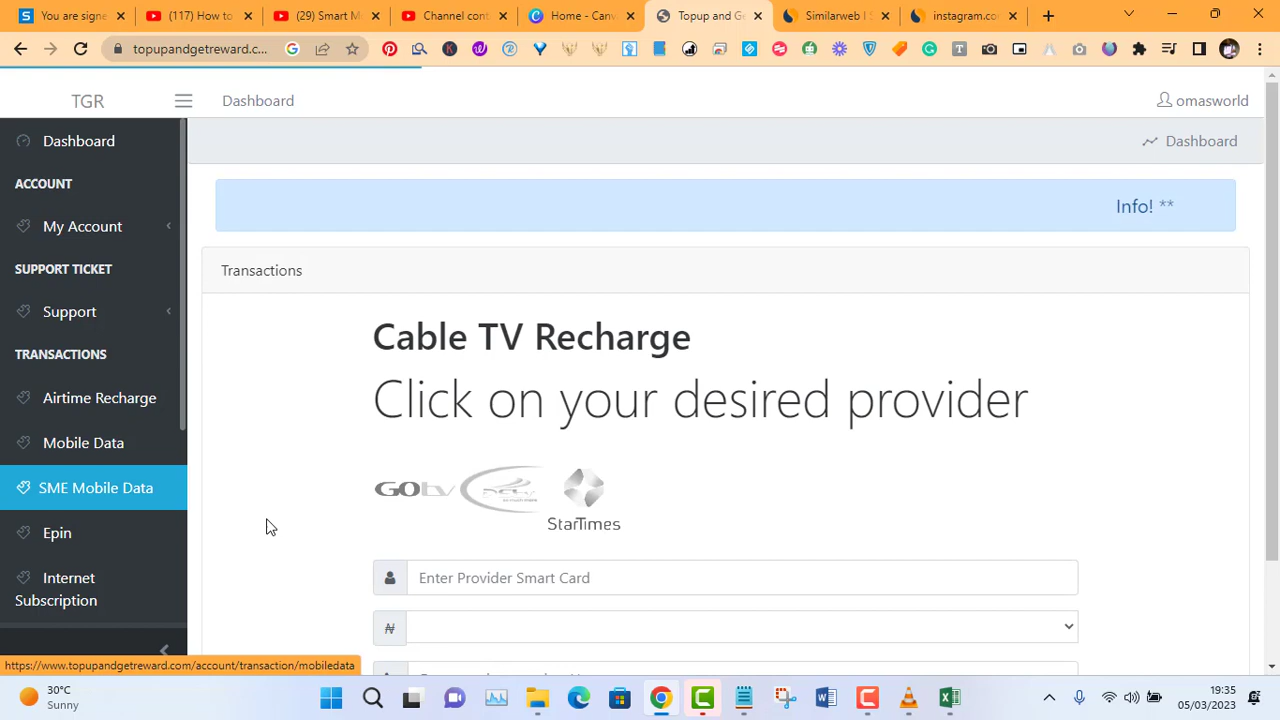 You are signe
(117) How to
(29) Smart M
Channel cont
Home - Canv
Topup and Ge
Similarweb | S
instagram.co
topupandgetreward.c...
TGR
Dashboard
omasworld
Dashboard
Dashboard
ACCOUNT
My Account
Info! **
SUPPORT TICKET
Transactions
Support
Cable TV Recharge
TRANSACTIONS
Click on your desired provider
Airtime Recharge
Mobile Data
SME Mobile Data
GOtv
StarTimes
Epin
Internet
Subscription
Enter Provider Smart Card
₦
https://www.topupandgetreward.com/account/transaction/mobiledata
30°C
Sunny
19:35
05/03/2023